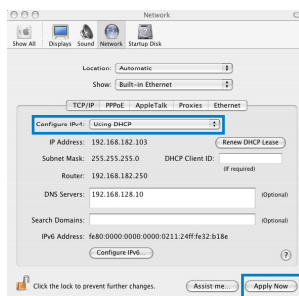 Network
Show All Displays Sound Network Startup Disk
Location: Automatic
Show: Built-in Ethernet
TCP/IP PPPoE AppleTalk Proxies Ethernet
Configure IPv4: Using DHCP
IP Address: 192.168.182.103 Renew DHCP Lease
Subnet Mask: 255.255.255.0 DHCP Client ID:
(If required)
Router: 192.168.182.250
DNS Servers: 192.168.128.10 (Optional)
Search Domains: (Optional)
IPv6 Address: fe80:0000:0000:0000:0211:24ff:fe32:b18e
Configure IPv6... ?
Click the lock to prevent further changes. Assist me... Apply Now